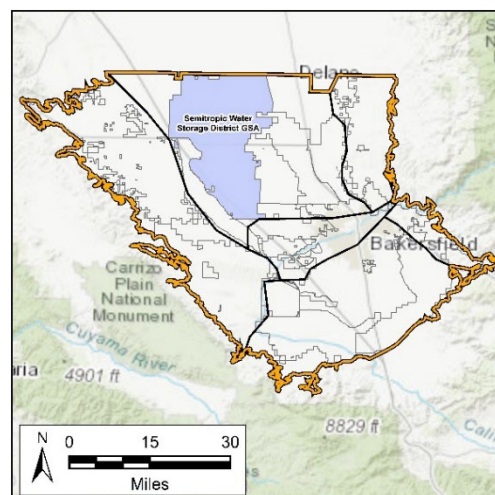 Delano
Semitropic Water
Storage District GSA
Bakersfield
Carrizo
Plain
National
Monument
Cuyama River
4901 ft
8829 ft
N
0 15 30
Miles